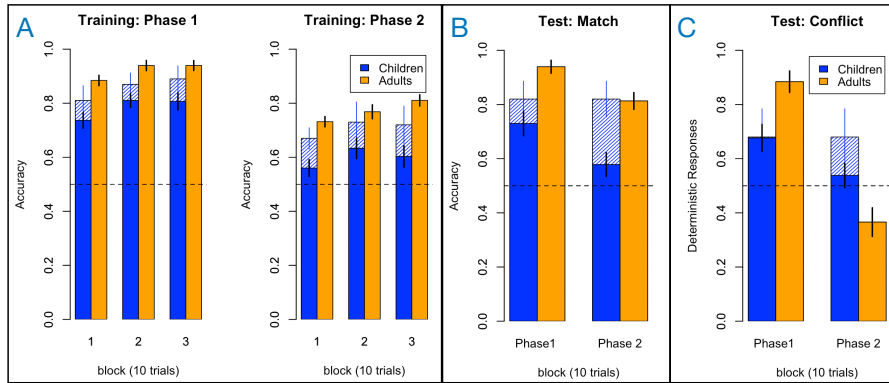 A
Training: Phase 1
Accuracy
0.0
0.2
0.4
0.6
0.8
1.0
1
2
3
block (10 trials)
Training: Phase 2
Children
Adults
Accuracy
0.0
0.2
0.4
0.6
0.8
1.0
1
2
3
block (10 trials)
B
Test: Match
Accuracy
0.0
0.2
0.4
0.6
0.8
1.0
Phase1
Phase 2
block (10 trials)
C
Test: Conflict
Children
Adults
Deterministic Responses
0.0
0.2
0.4
0.6
0.8
1.0
Phase1
Phase 2
block (10 trials)